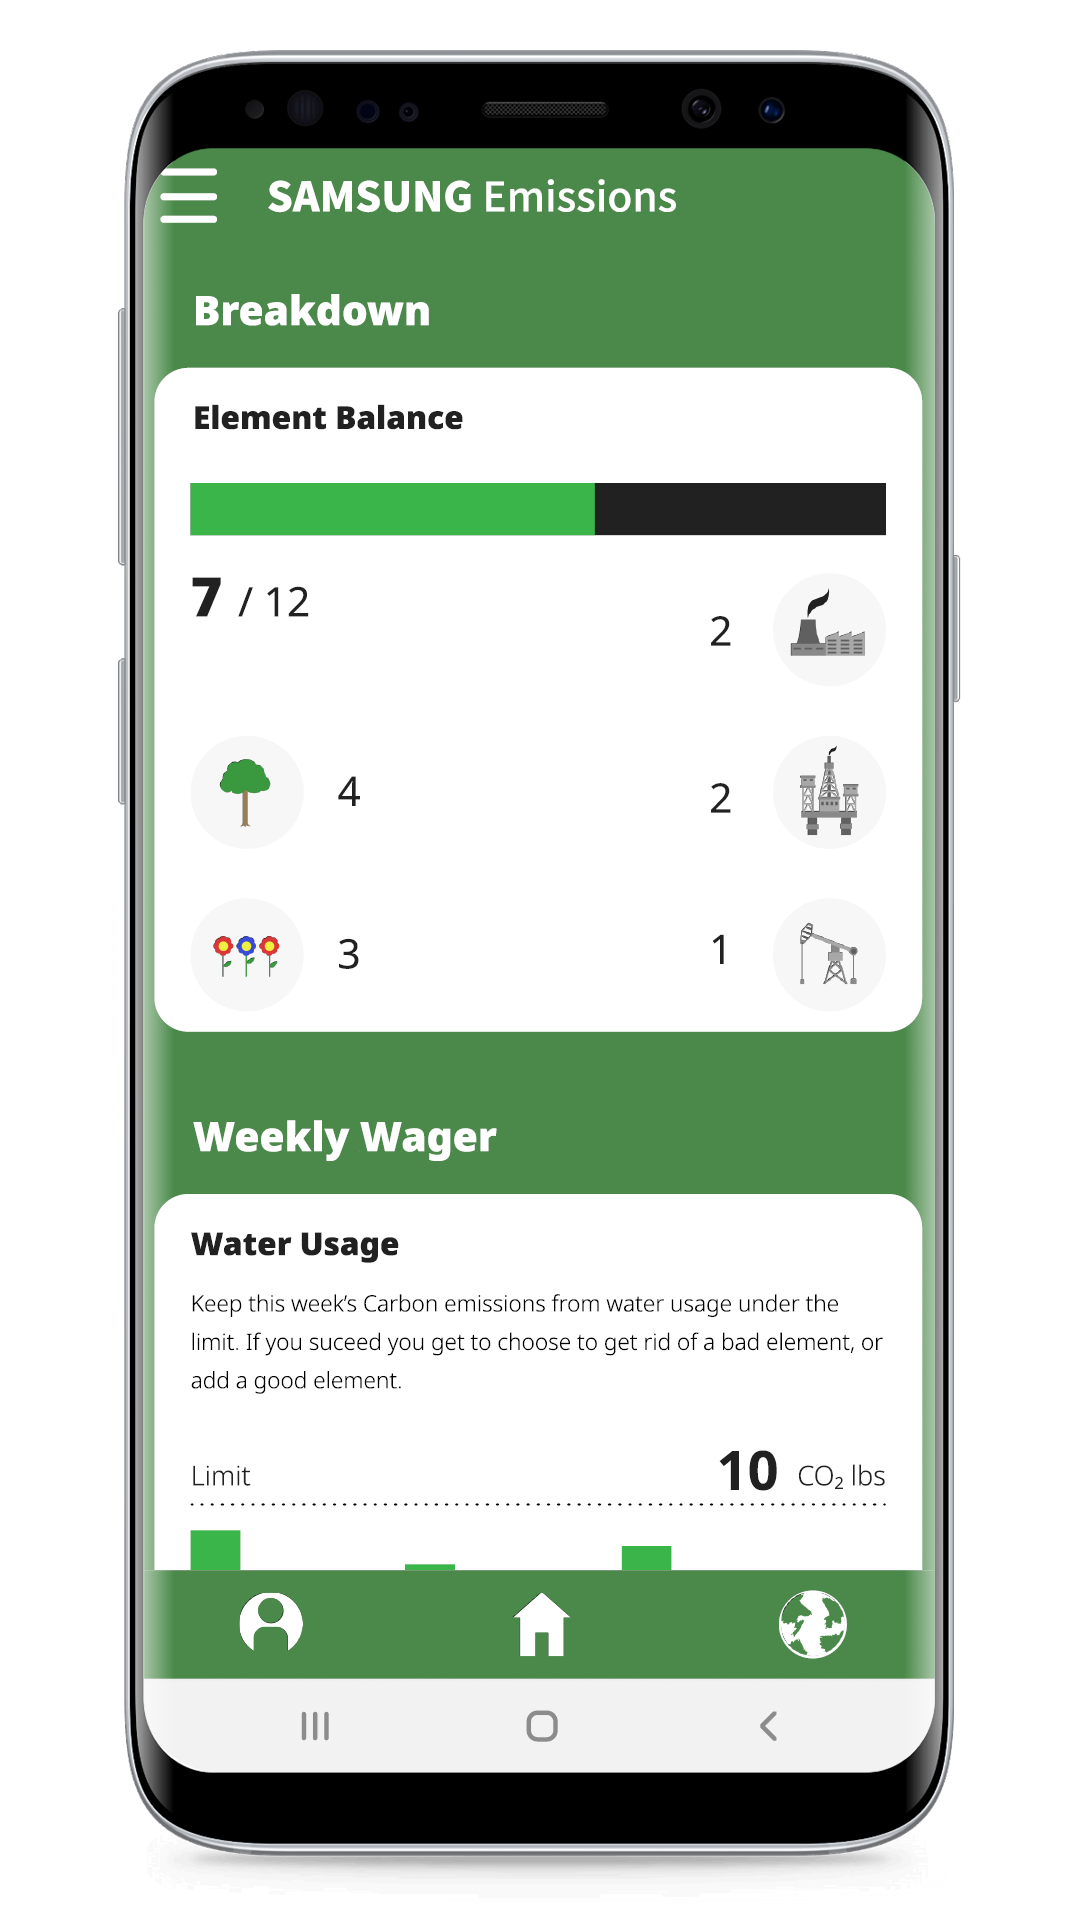 SAMSUNG Emissions
Breakdown
Element Balance
7 / 12
2
4
2
3
1
Weekly Wager
Water Usage
Keep this week’s Carbon emissions from water usage under the
limit. If you suceed you get to choose to get rid of a bad element, or
add a good element.
Limit 10 CO₂ lbs